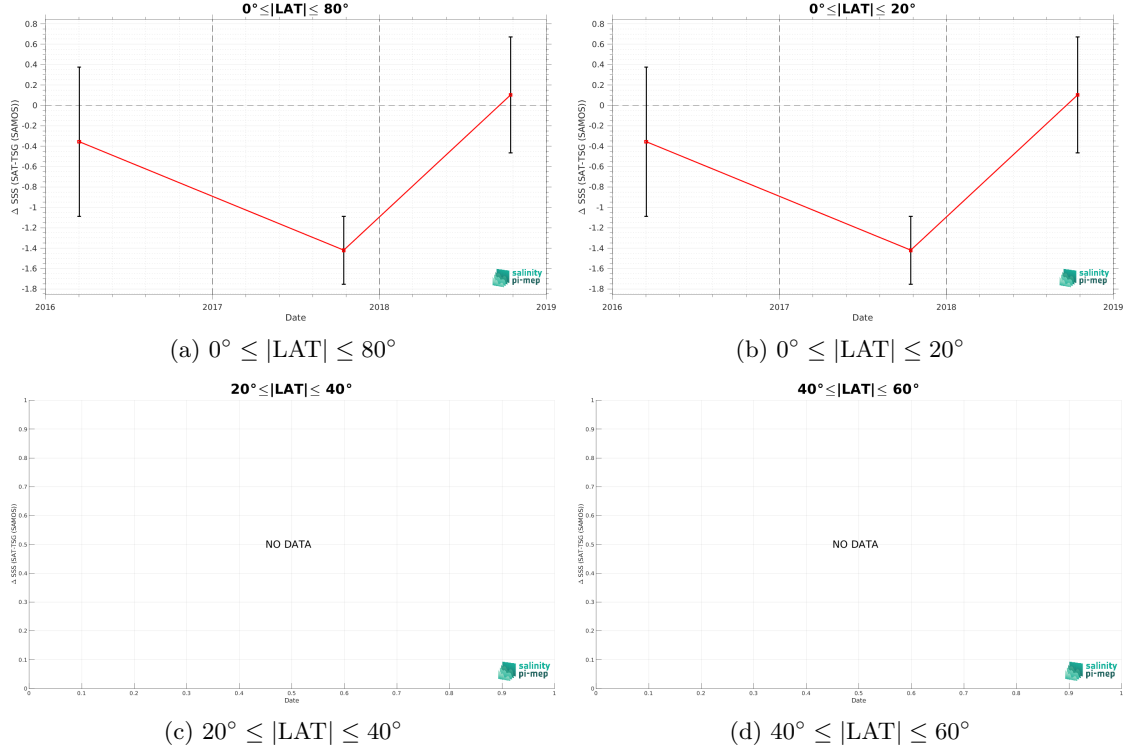 0°≤|LAT|≤ 80°
Δ SSS (SAT-TSG (SAMOS))
0.8
0.6
0.4
0.2
0
-0.2
-0.4
-0.6
-0.8
-1
-1.2
-1.4
-1.6
-1.8
salinity
pi-mep
2016 2017 2018 2019
Date
(a) 0° ≤ |LAT| ≤ 80°
0°≤|LAT|≤ 20°
Δ SSS (SAT-TSG (SAMOS))
0.8
0.6
0.4
0.2
0
-0.2
-0.4
-0.6
-0.8
-1
-1.2
-1.4
-1.6
-1.8
salinity
pi-mep
2016 2017 2018 2019
Date
(b) 0° ≤ |LAT| ≤ 20°
20°≤|LAT|≤ 40°
Δ SSS (SAT-TSG (SAMOS))
1
0.9
0.8
0.7
0.6
0.5
0.4
0.3
0.2
0.1
0
NO DATA
salinity
pi-mep
0 0.1 0.2 0.3 0.4 0.5 0.6 0.7 0.8 0.9 1
Date
(c) 20° ≤ |LAT| ≤ 40°
40°≤|LAT|≤ 60°
Δ SSS (SAT-TSG (SAMOS))
1
0.9
0.8
0.7
0.6
0.5
0.4
0.3
0.2
0.1
0
NO DATA
salinity
pi-mep
0 0.1 0.2 0.3 0.4 0.5 0.6 0.7 0.8 0.9 1
Date
(d) 40° ≤ |LAT| ≤ 60°